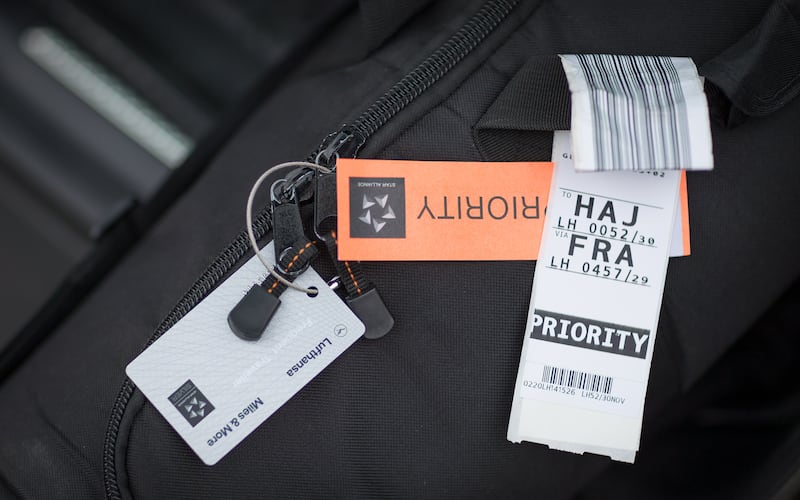 STAR ALLIANCE
PRIORITY
TO HAJ
LH 0052/30
VIA FRA
LH 0457/29
PRIORITY
0220LH141526 LH52/30NOV
Lufthansa
Miles & More